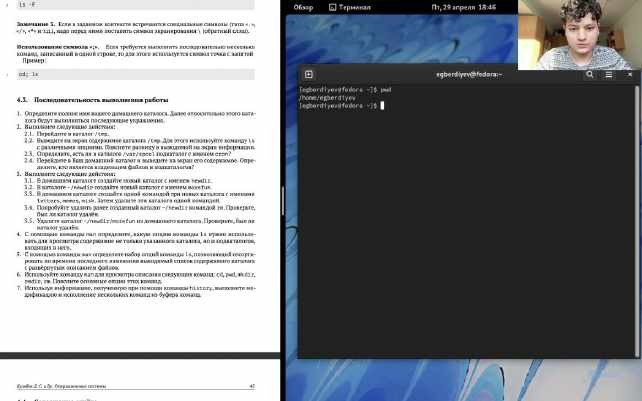 ls -F
Замечание 3. Если в заданном контексте встречаются специальные символы (типа «.»,
«/», «*» и т.д.), надо перед ними поставить символ экранирования \ (обратный слэш).
Использование символа «;». Если требуется выполнить последовательно несколько
команд, записанный в одной строке, то для этого используется символ точка с запятой
Пример:
cd; ls
4.3. Последовательность выполнения работы
1. Определите полное имя вашего домашнего каталога. Далее относительно этого ката-
лога будут выполняться последующие упражнения.
2. Выполните следующие действия:
2.1. Перейдите в каталог /tmp.
2.2. Выведите на экран содержимое каталога /tmp. Для этого используйте команду ls
с различными опциями. Поясните разницу в выводимой на экран информации.
2.3. Определите, есть ли в каталоге /var/spool подкаталог с именем cron?
2.4. Перейдите в Ваш домашний каталог и выведите на экран его содержимое. Опре-
делите, кто является владельцем файлов и подкаталогов?
3. Выполните следующие действия:
3.1. В домашнем каталоге создайте новый каталог с именем newdir.
3.2. В каталоге ~/newdir создайте новый каталог с именем morefun.
3.3. В домашнем каталоге создайте одной командой три новых каталога с именами
letters, memos, misk. Затем удалите эти каталоги одной командой.
3.4. Попробуйте удалить ранее созданный каталог ~/newdir командой rm. Проверьте,
был ли каталог удалён.
3.5. Удалите каталог ~/newdir/morefun из домашнего каталога. Проверьте, был ли
каталог удалён.
4. С помощью команды man определите, какую опцию команды ls нужно использо-
вать для просмотра содержимое не только указанного каталога, но и подкаталогов,
входящих в него.
5. С помощью команды man определите набор опций команды ls, позволяющий отсорти-
ровать по времени последнего изменения выводимый список содержимого каталога
с развёрнутым описанием файлов.
6. Используйте команду man для просмотра описания следующих команд: cd, pwd, mkdir,
rmdir, rm. Поясните основные опции этих команд.
7. Используя информацию, полученную при помощи команды history, выполните мо-
дификацию и исполнение нескольких команд из буфера команд.
45
Обзор
Терминал
Пт, 29 апреля 18:46
egberdiyev@fedora:~
[egberdiyev@fedora ~]$ pwd
/home/egberdiyev
[egberdiyev@fedora ~]$